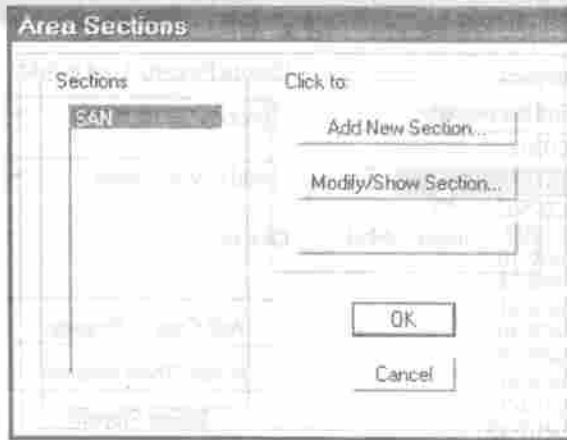 Area Sections
Sections
Click to:
SAN
Add New Section...
Modify/Show Section...
OK
Cancel